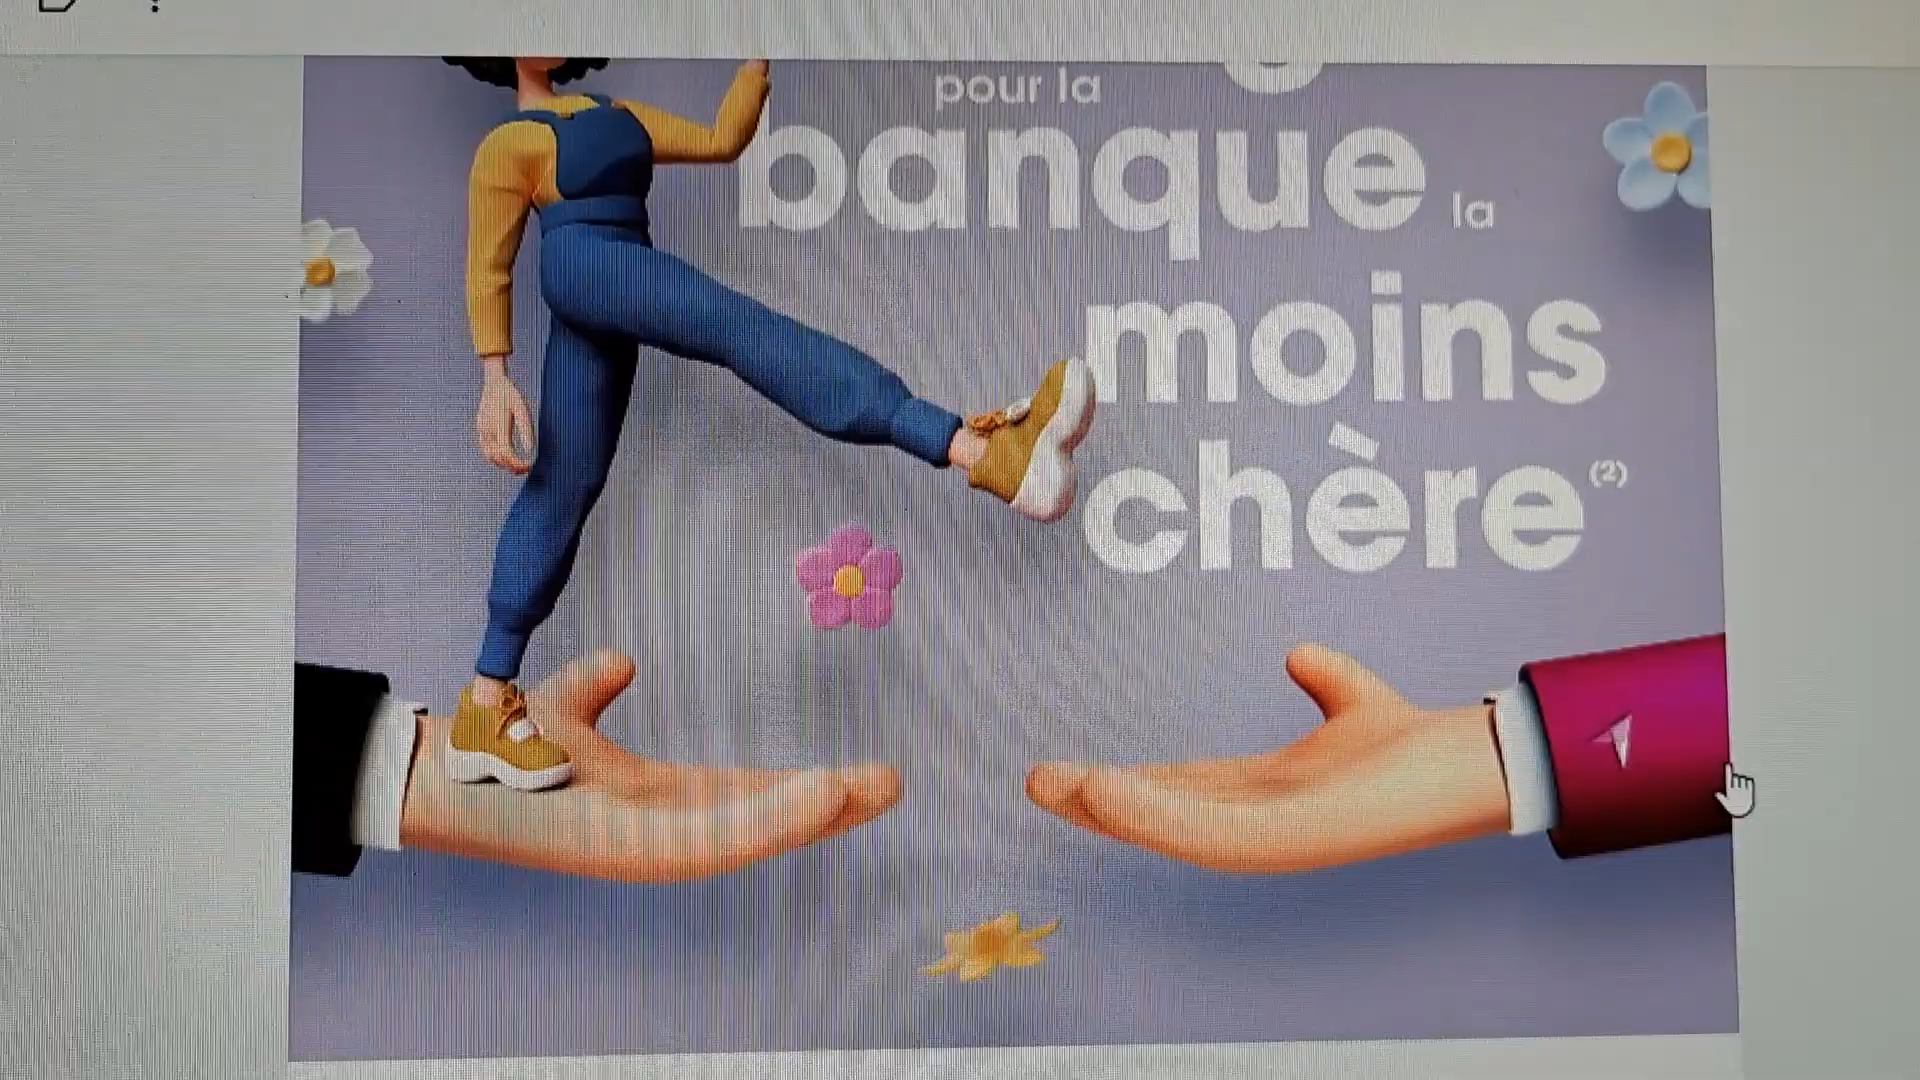 pour la
banque la
moins
chère(2)